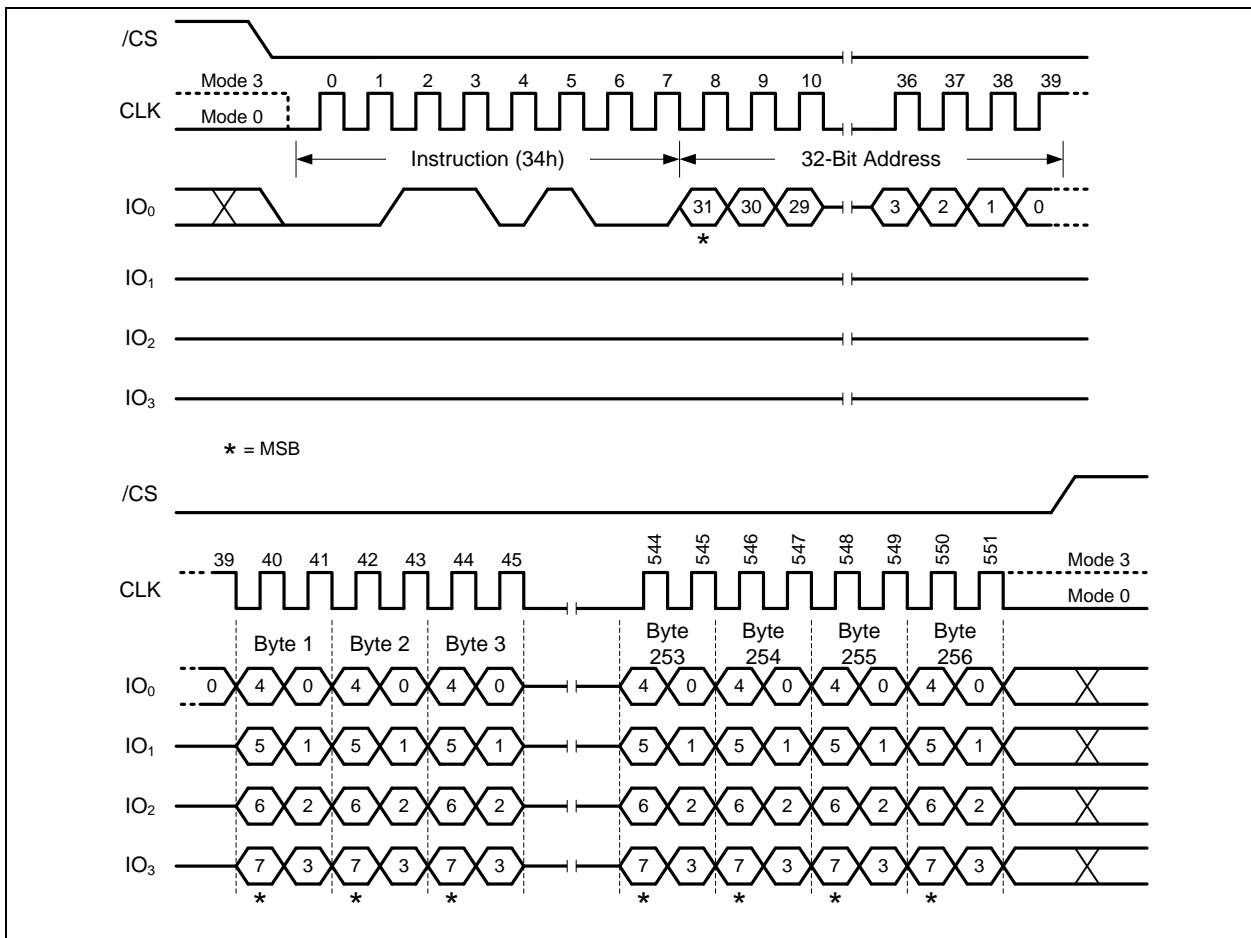 /CS
Mode 3 0 1 2 3 4 5 6 7 8 9 10 36 37 38 39
CLK
Mode 0
Instruction (34h) 32-Bit Address
IO₀ 31 30 29 3 2 1 0
*
IO₁
IO₂
IO₃
* = MSB
/CS
39 40 41 42 43 44 45 544 545 546 547 548 549 550 551 Mode 3
CLK
Mode 0
Byte 1 Byte 2 Byte 3 Byte 253 Byte 254 Byte 255 Byte 256
IO₀ 0 4 0 4 0 4 0 4 0 4 0 4 0 4 0
IO₁ 5 1 5 1 5 1 5 1 5 1 5 1 5 1
IO₂ 6 2 6 2 6 2 6 2 6 2 6 2 6 2
IO₃ 7 3 7 3 7 3 7 3 7 3 7 3 7 3
* * * * * * *